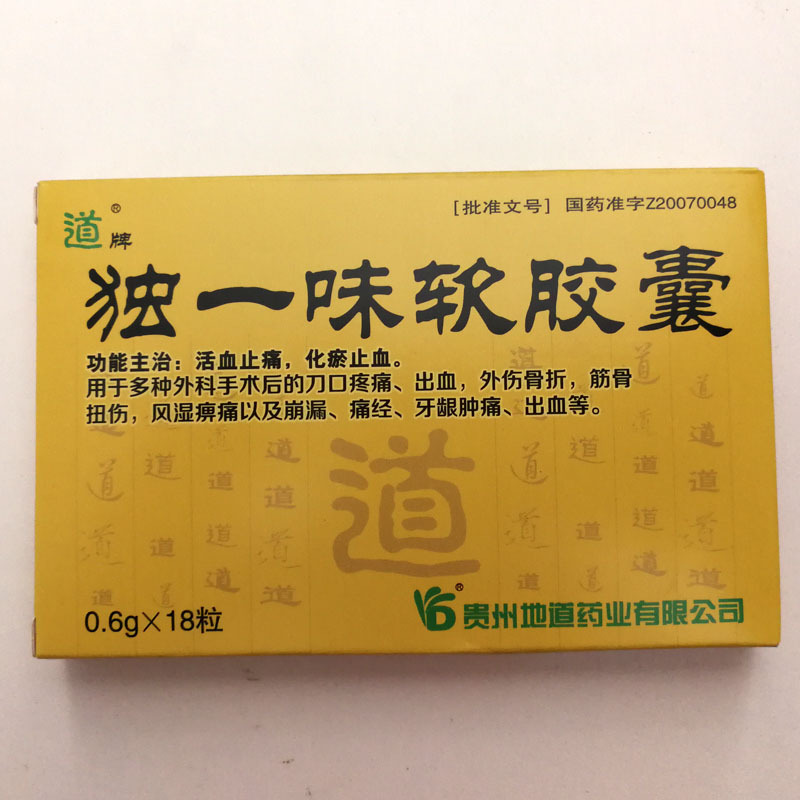 道®牌
[批准文号] 国药准字Z20070048
独一味软胶囊
功能主治：活血止痛，化瘀止血。
用于多种外科手术后的刀口疼痛、出血，外伤骨折，筋骨
扭伤，风湿痹痛以及崩漏、痛经、牙龈肿痛、出血等。
道
0.6g×18粒
®贵州地道药业有限公司